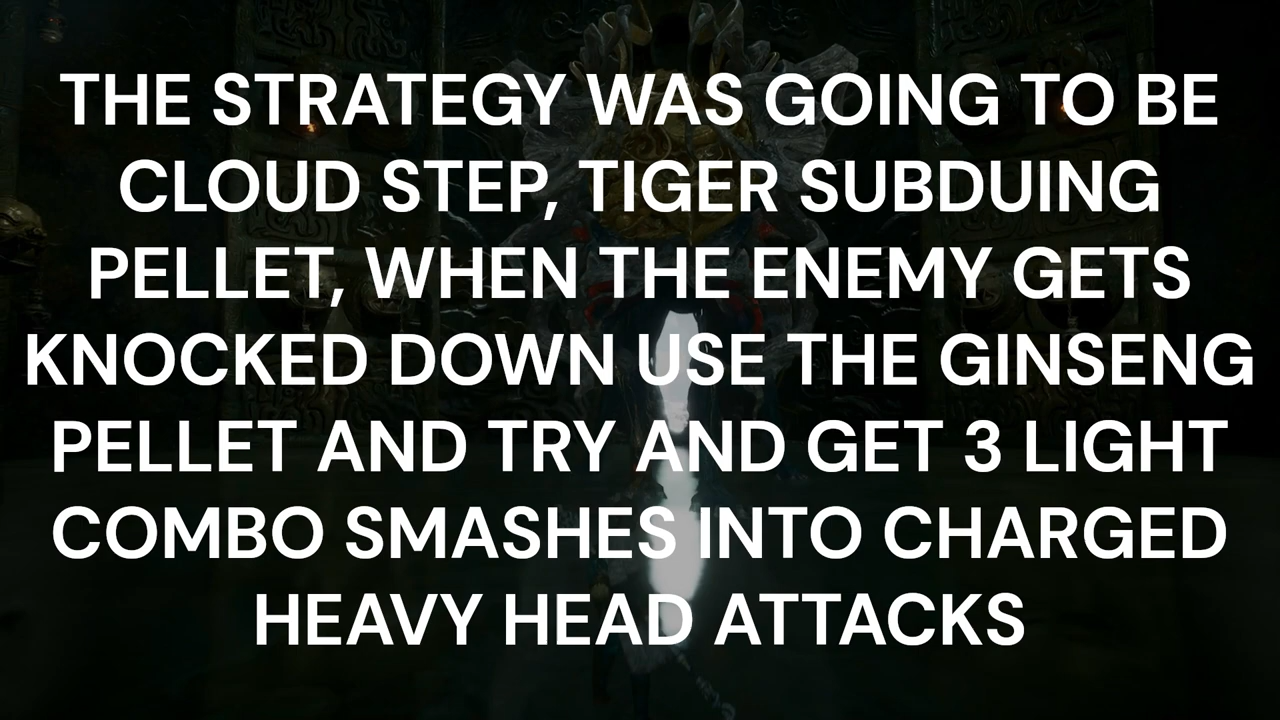 THE STRATEGY WAS GOING TO BE
CLOUD STEP, TIGER SUBDUING
PELLET, WHEN THE ENEMY GETS
KNOCKED DOWN USE THE GINSENG
PELLET AND TRY AND GET 3 LIGHT
COMBO SMASHES INTO CHARGED
HEAVY HEAD ATTACKS